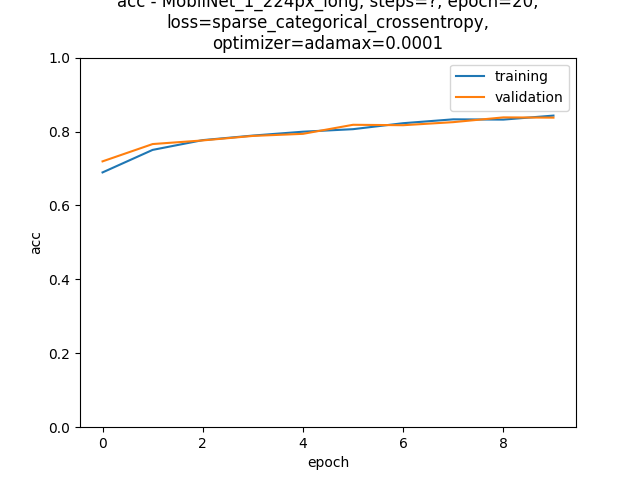 acc - MobilNet_1_224px_long, steps=?, epoch=20,
loss=sparse_categorical_crossentropy,
optimizer=adamax=0.0001
1.0
training
validation
0.8
0.6
acc
0.4
0.2
0.0
0 2 4 6 8
epoch